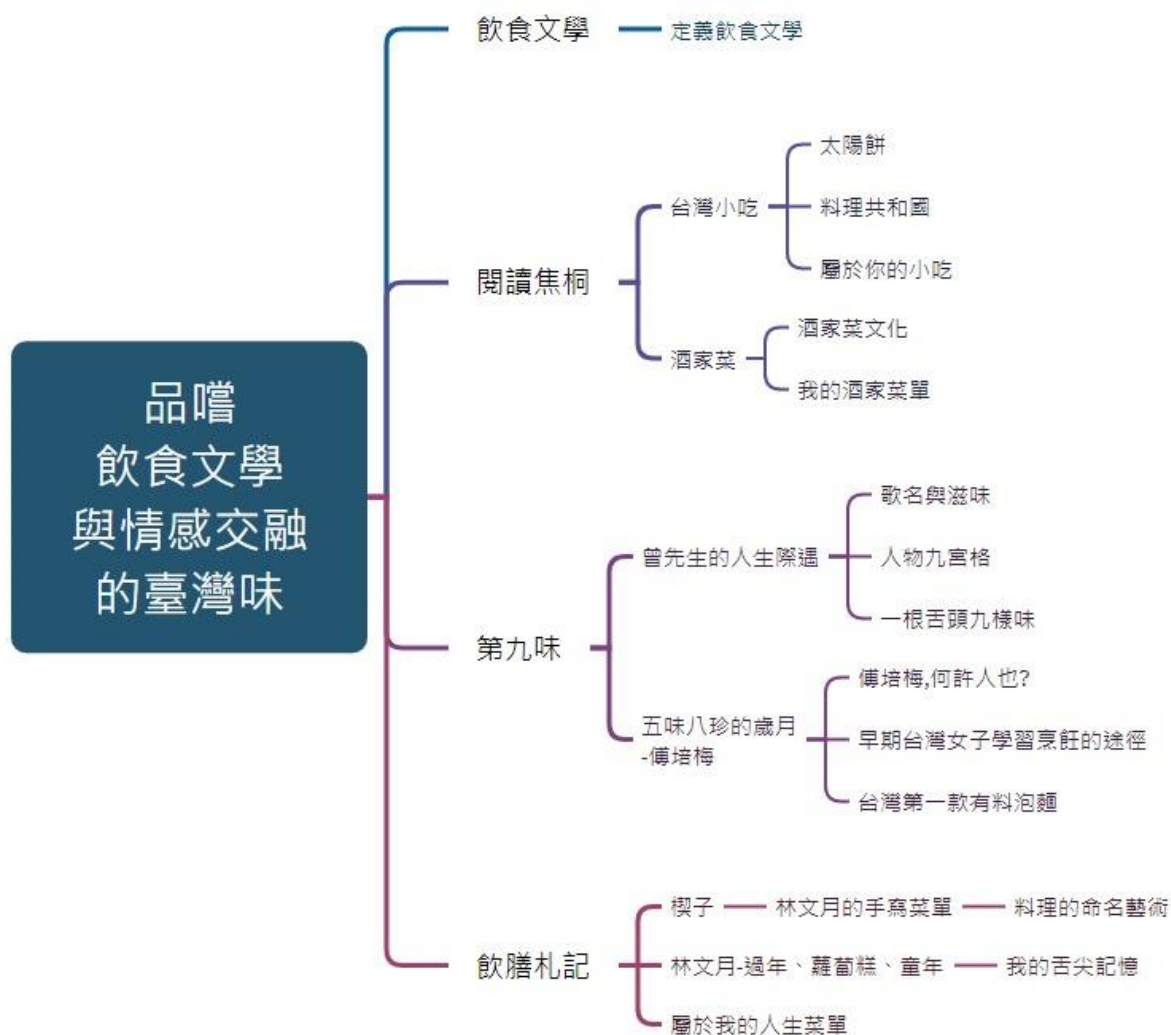 品嚐
飲食文學
與情感交融
的臺灣味
飲食文學
定義飲食文學
閱讀焦桐
台灣小吃
太陽餅
料理共和國
屬於你的小吃
酒家菜
酒家菜文化
我的酒家菜單
第九味
曾先生的人生際遇
歌名與滋味
人物九宮格
一根舌頭九樣味
五味八珍的歲月
-傅培梅
傅培梅,何許人也?
早期台灣女子學習烹飪的途徑
台灣第一款有料泡麵
飲膳札記
楔子
林文月的手寫菜單
料理的命名藝術
林文月-過年、蘿蔔糕、童年
我的舌尖記憶
屬於我的人生菜單